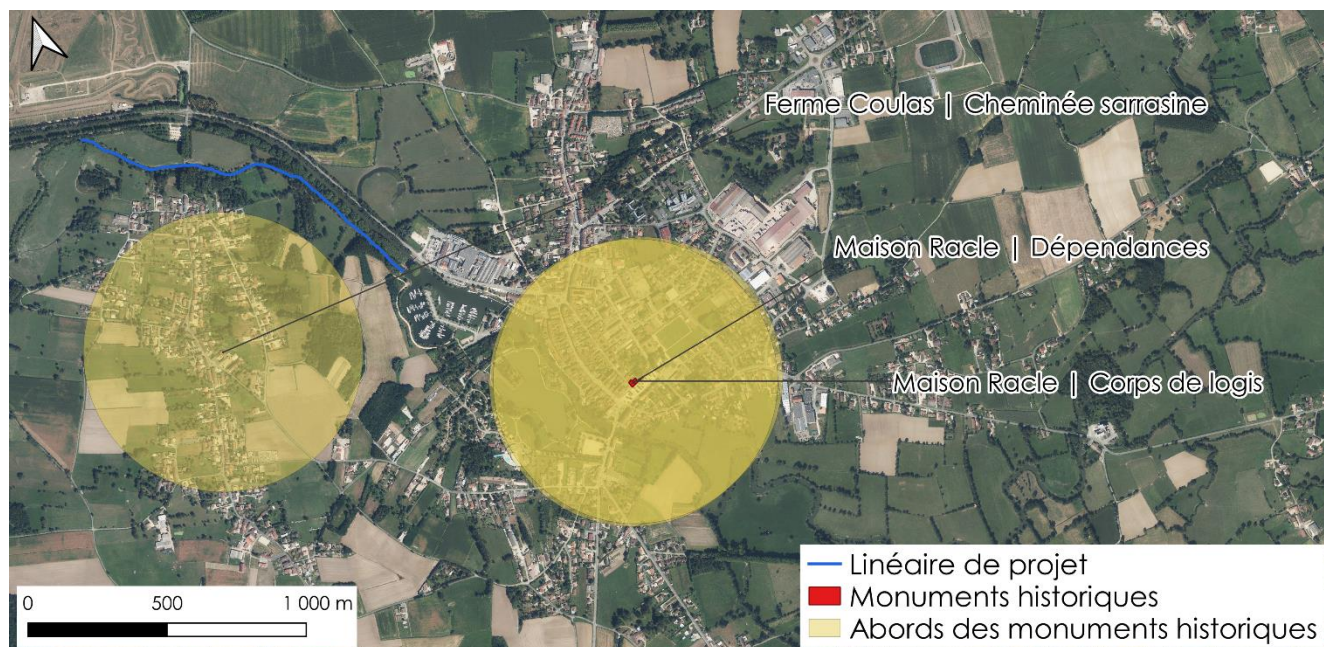 Ferme Coulas | Cheminée sarrasine
Maison Racle | Dépendances
Maison Racle | Corps de logis
Linéaire de projet
Monuments historiques
Abords des monuments historiques
0 500 1 000 m